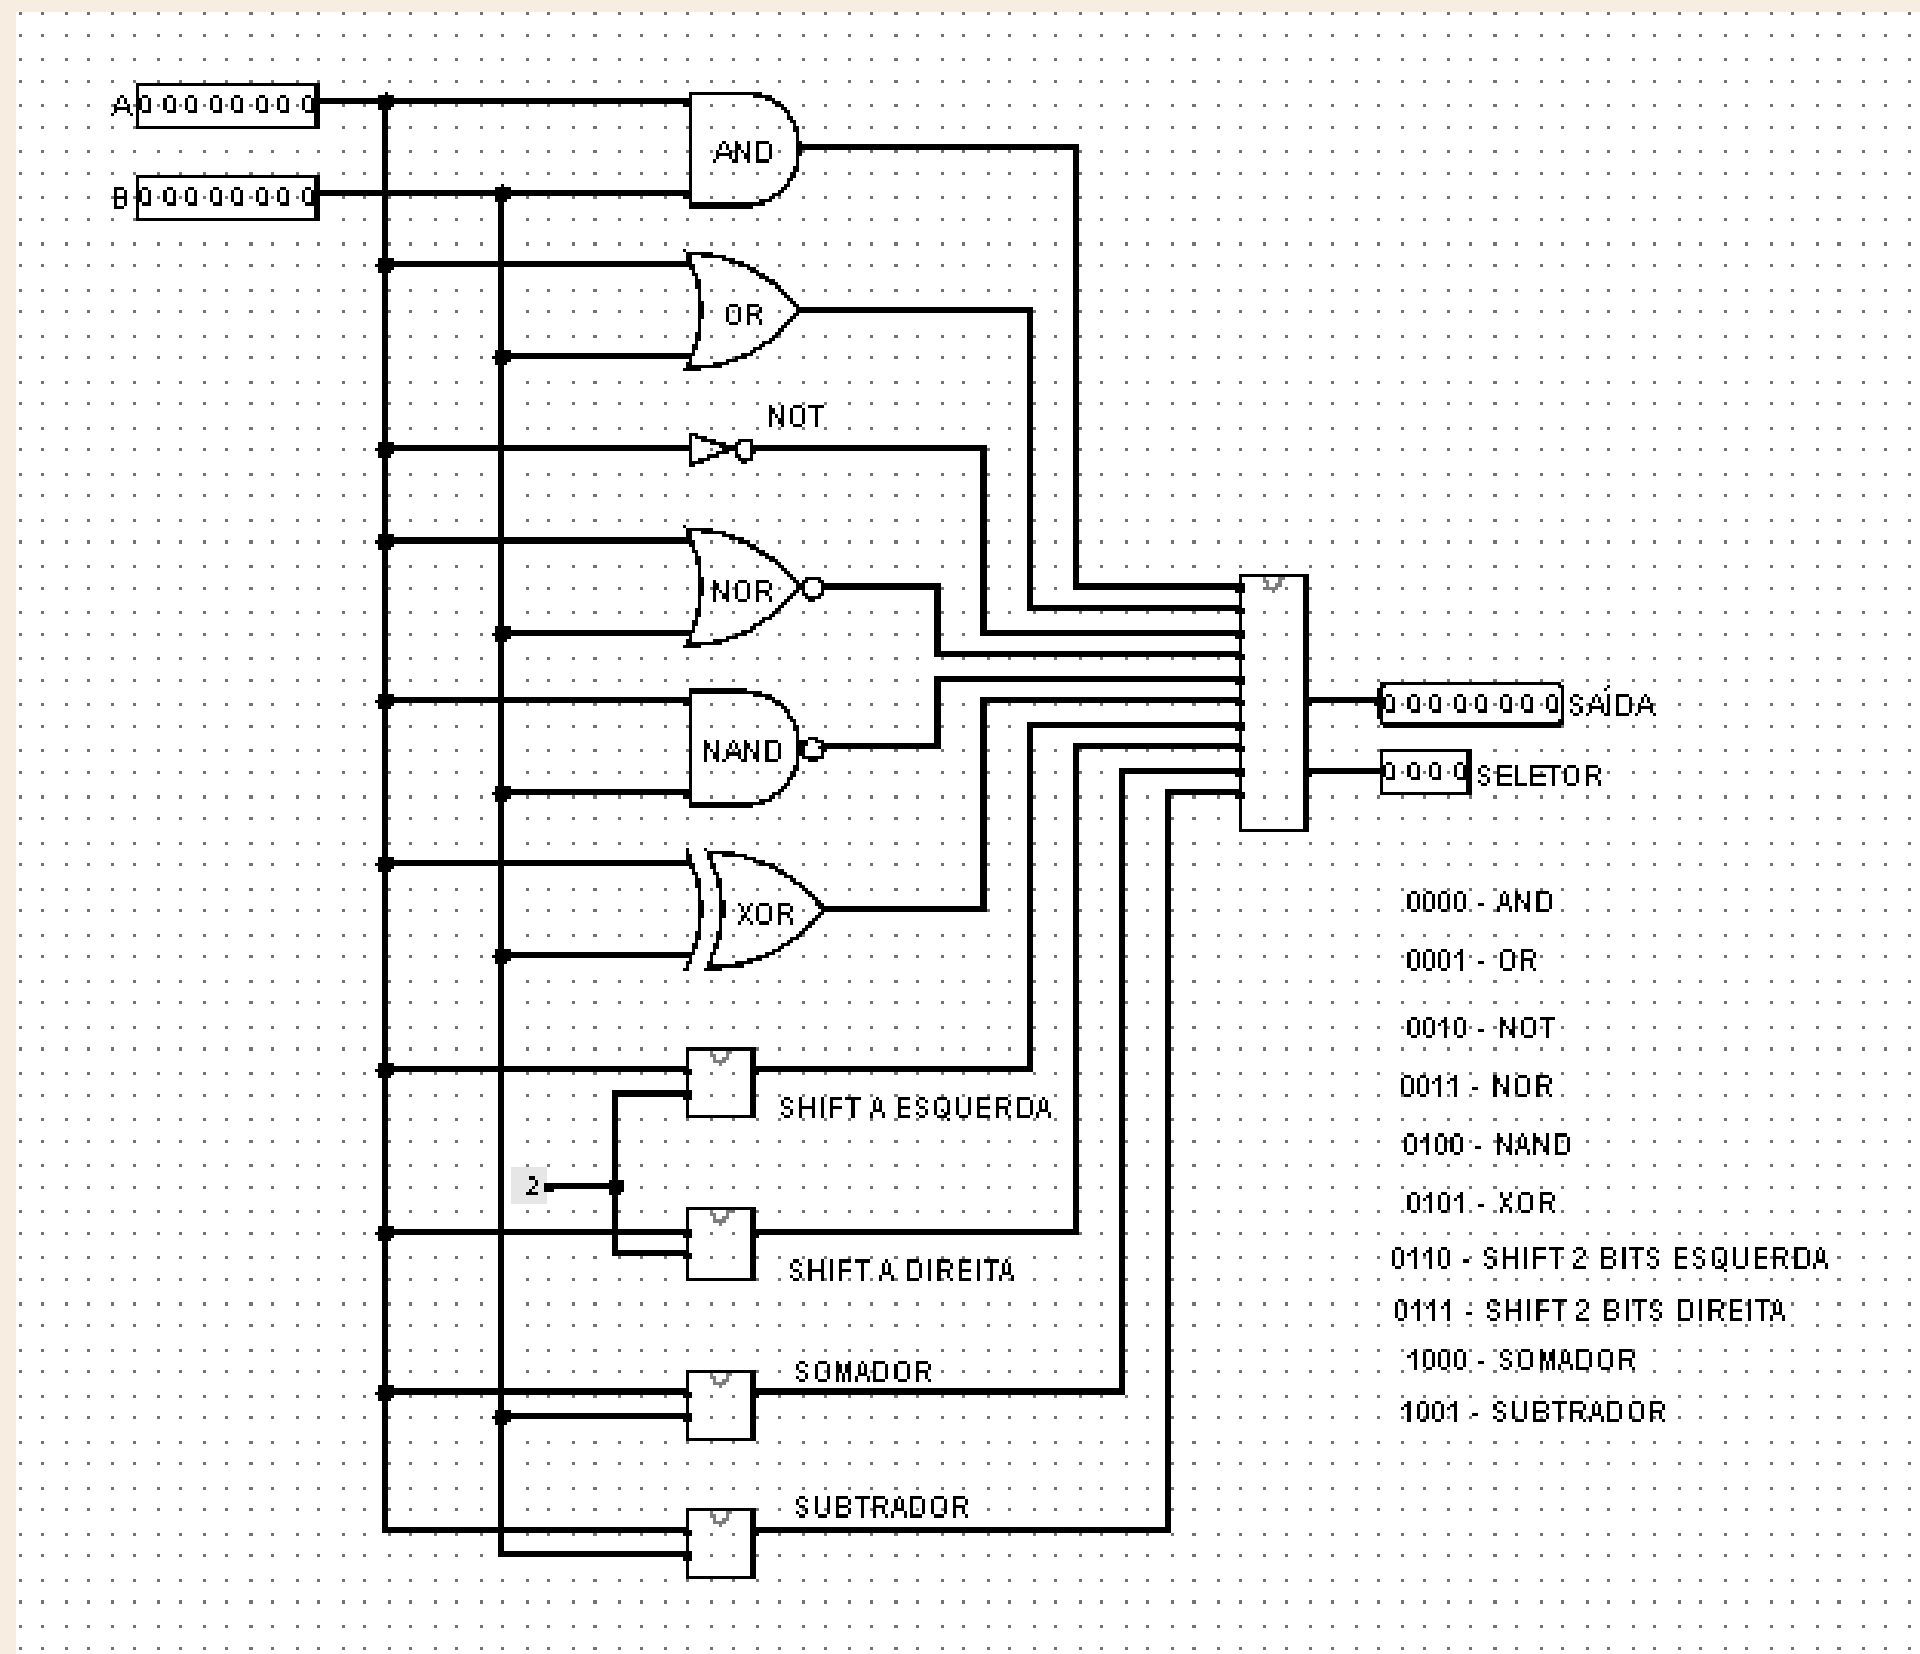 A 0 0 0 0 0 0 0 0
AND
B 0 0 0 0 0 0 0 0
OR
NOT
NOR
NAND
0 0 0 0 0 0 0 0 SAÍDA
0 0 0 0 SELETOR
XOR
SHIFT A ESQUERDA
2
SHIFT A DIREITA
SOMADOR
SUBTRADOR
0000 - AND
0001 - OR
0010 - NOT
0011 - NOR
0100 - NAND
0101 - XOR
0110 - SHIFT 2 BITS ESQUERDA
0111 - SHIFT 2 BITS DIREITA
1000 - SOMADOR
1001 - SUBTRADOR